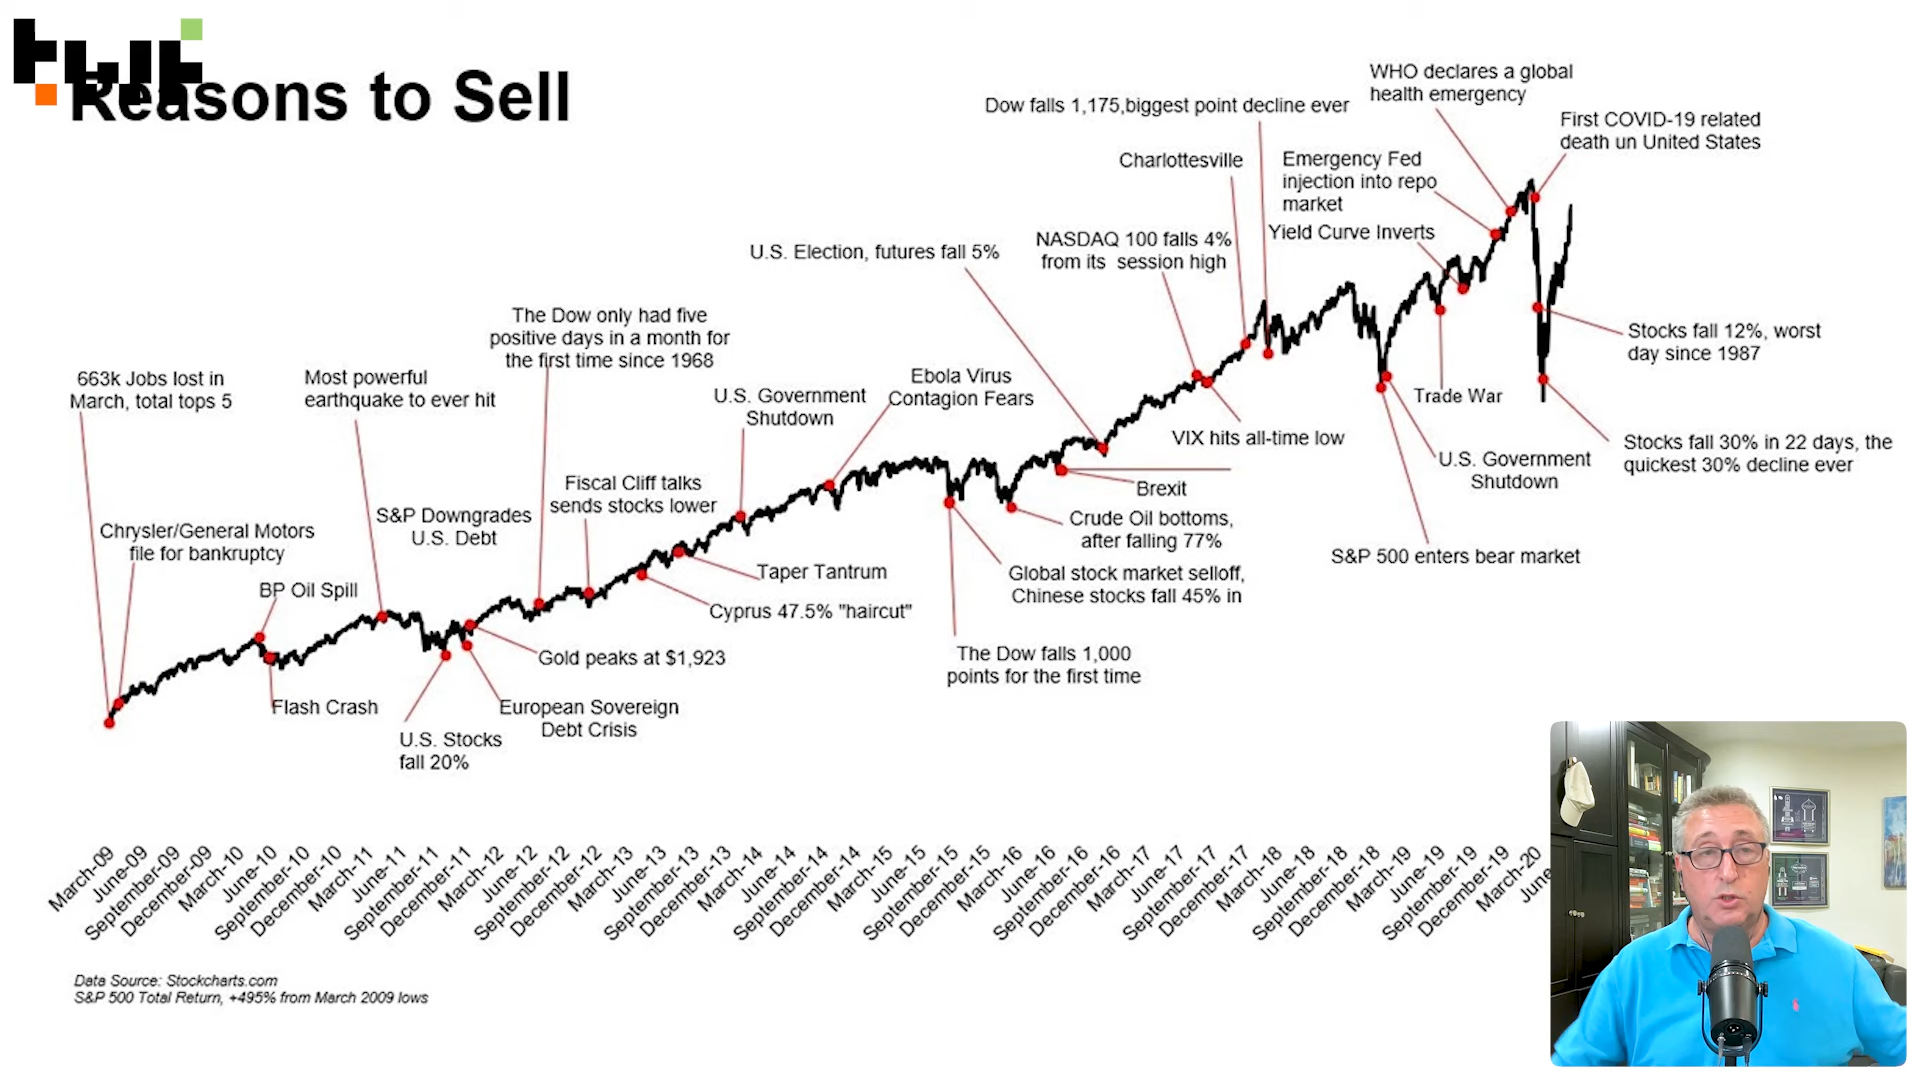 Reasons to Sell
WHO declares a global
health emergency
Dow falls 1,175,biggest point decline ever
First COVID-19 related
death un United States
Charlottesville
Emergency Fed
injection into repo
market
NASDAQ 100 falls 4%
from its session high
Yield Curve Inverts
U.S. Election, futures fall 5%
The Dow only had five
positive days in a month for
the first time since 1968
Stocks fall 12%, worst
day since 1987
663k Jobs lost in
March, total tops 5
Most powerful
earthquake to ever hit
U.S. Government
Shutdown
Ebola Virus
Contagion Fears
Trade War
VIX hits all-time low
Stocks fall 30% in 22 days, the
quickest 30% decline ever
U.S. Government
Shutdown
Fiscal Cliff talks
sends stocks lower
Brexit
S&P Downgrades
U.S. Debt
Chrysler/General Motors
file for bankruptcy
Crude Oil bottoms,
after falling 77%
S&P 500 enters bear market
Taper Tantrum
Global stock market selloff,
Chinese stocks fall 45% in
BP Oil Spill
Cyprus 47.5% "haircut"
Gold peaks at $1,923
The Dow falls 1,000
points for the first time
Flash Crash
European Sovereign
Debt Crisis
U.S. Stocks
fall 20%
March-09
June-09
September-09
December-09
March-10
June-10
September-10
December-10
March-11
June-11
September-11
December-11
March-12
June-12
September-12
December-12
March-13
June-13
September-13
December-13
March-14
June-14
September-14
December-14
March-15
June-15
September-15
December-15
March-16
June-16
September-16
December-16
March-17
June-17
September-17
December-17
March-18
June-18
September-18
December-18
March-19
June-19
September-19
December-19
March-20
June-
Data Source: Stockcharts.com
S&P 500 Total Return, +495% from March 2009 lows